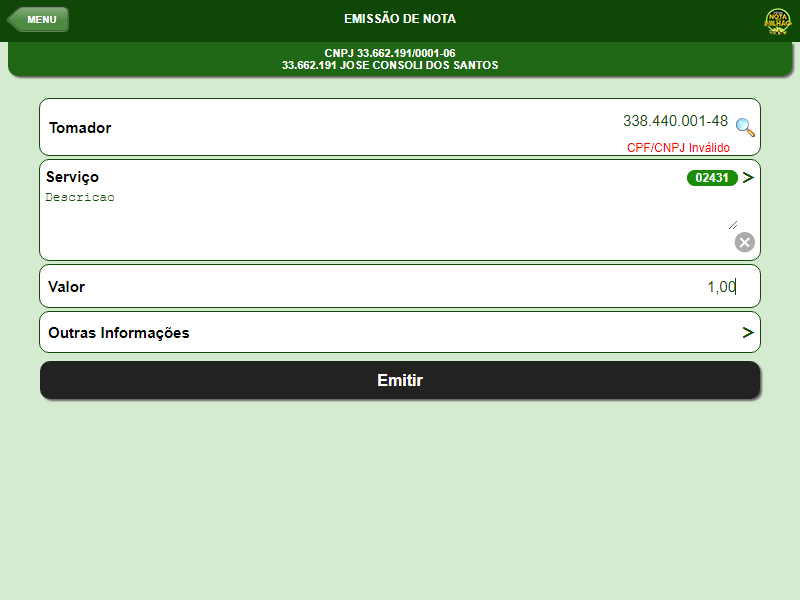 MENU
EMISSÃO DE NOTA
NOTA
MILHÃO
CNPJ 33.662.191/0001-06
33.662.191 JOSE CONSOLI DOS SANTOS
Tomador
338.440.001-48
CPF/CNPJ Inválido
Serviço
02431 >
Descricao
Valor
1,00
Outras Informações
>
Emitir